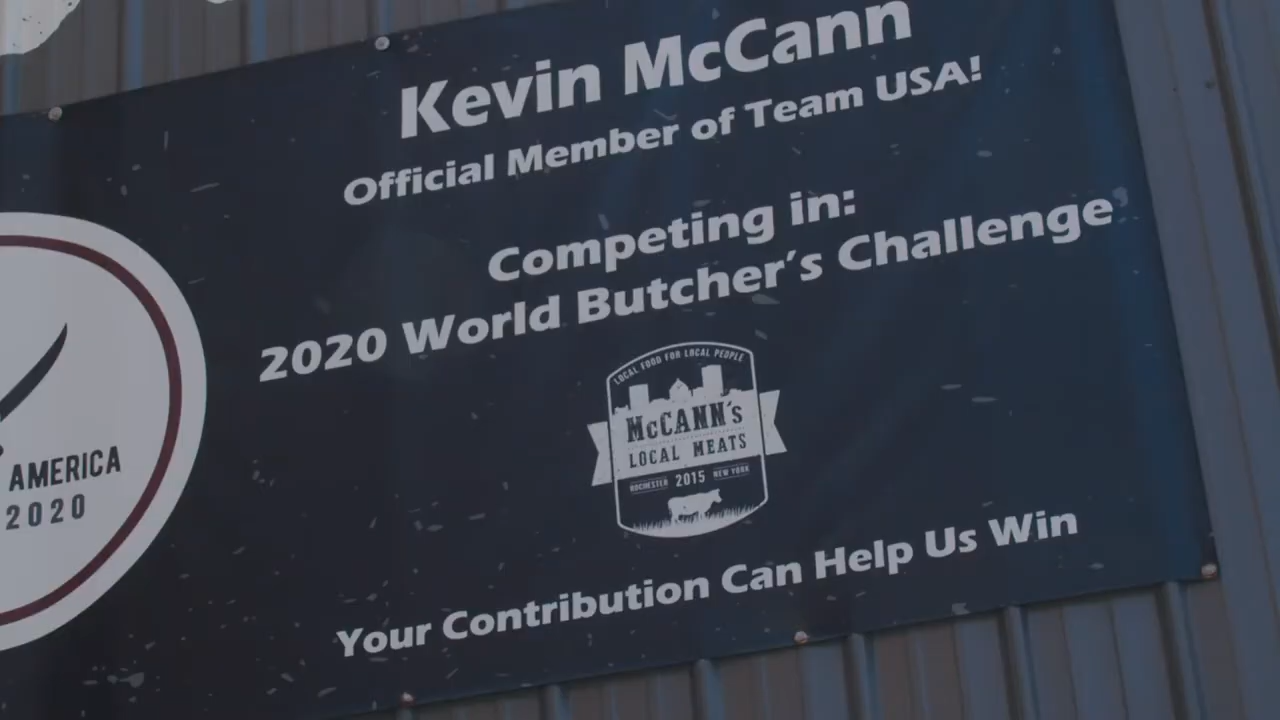 Kevin McCann
Official Member of Team USA!
Competing in:
2020 World Butcher's Challenge
LOCAL FOOD FOR LOCAL PEOPLE
McCANN's
LOCAL MEATS
ROCHESTER 2015 NEW YORK
AMERICA
2020
Your Contribution Can Help Us Win